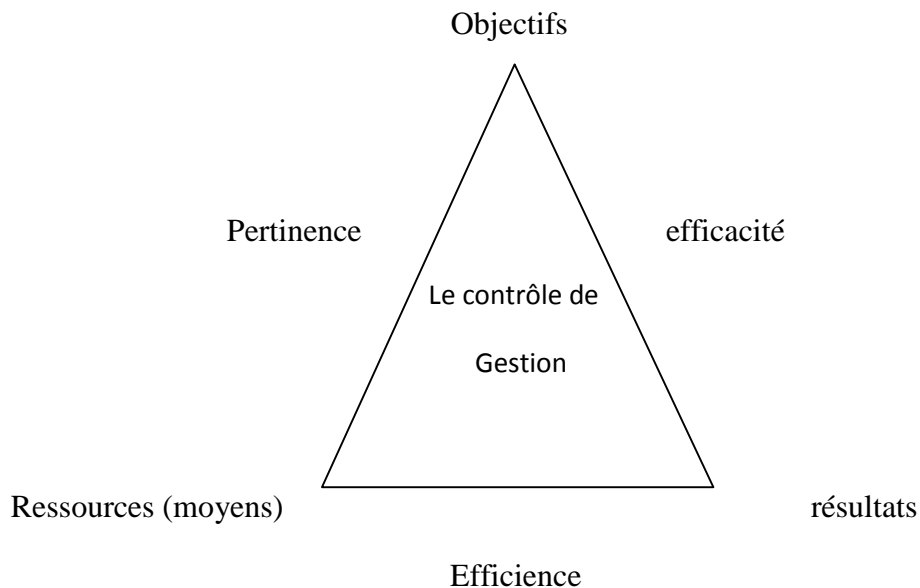 Objectifs
Pertinence
efficacité
Le contrôle de
Gestion
Ressources (moyens)
résultats
Efficience